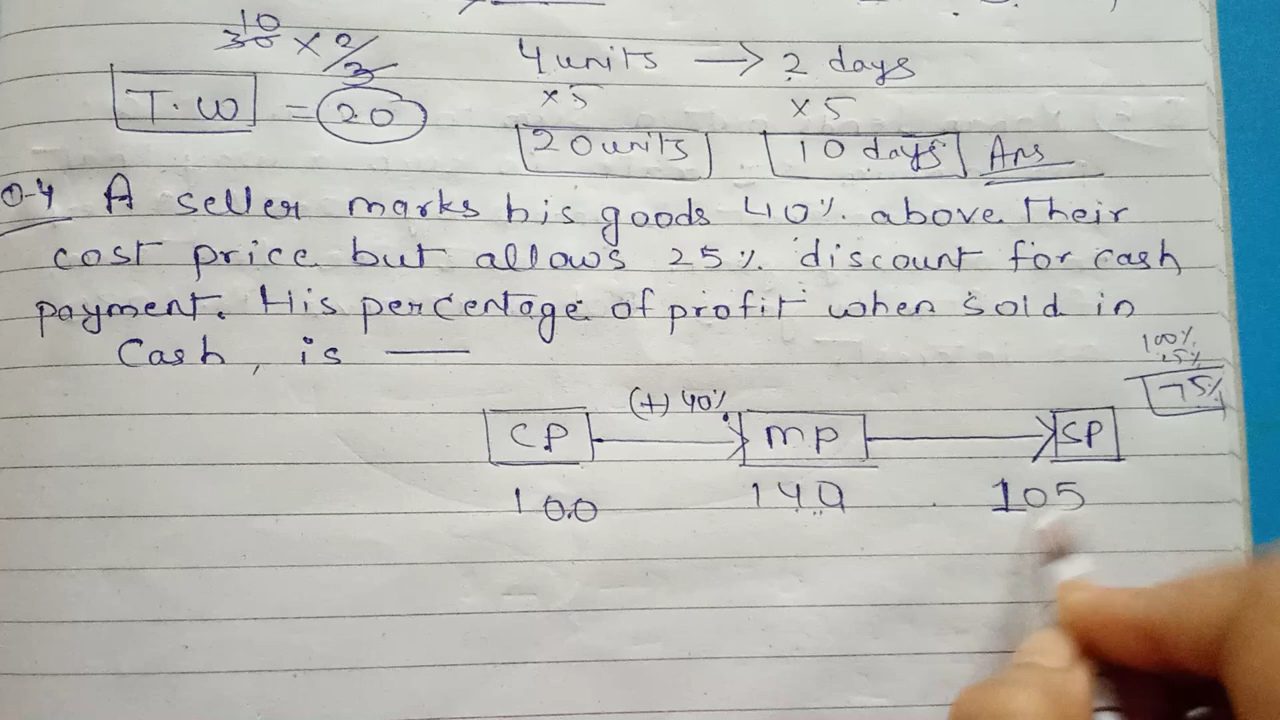 10
30 × 2/3
T.W = 20
4 units → 2 days
×5 ×5
20 units 10 days Ans
Q-4 A seller marks his goods 40% above their
cost price but allows 25% discount for cash
payment. His percentage of profit when sold in
Cash, is ——
100%
25%
75%
(+) 40%
CP MP SP
100 140 105